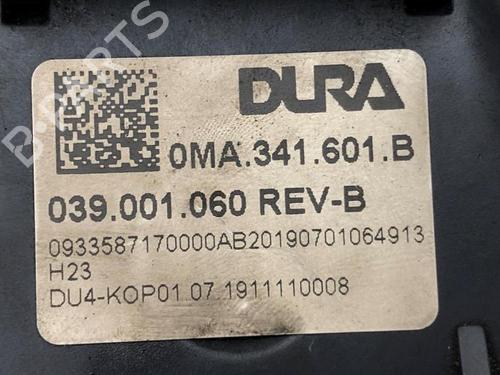 B-PARTS
DURA
0MA.341.601.B
039.001.060 REV-B
0933587170000AB20190701064913
H23
DU4-KOP01.07.1911110008